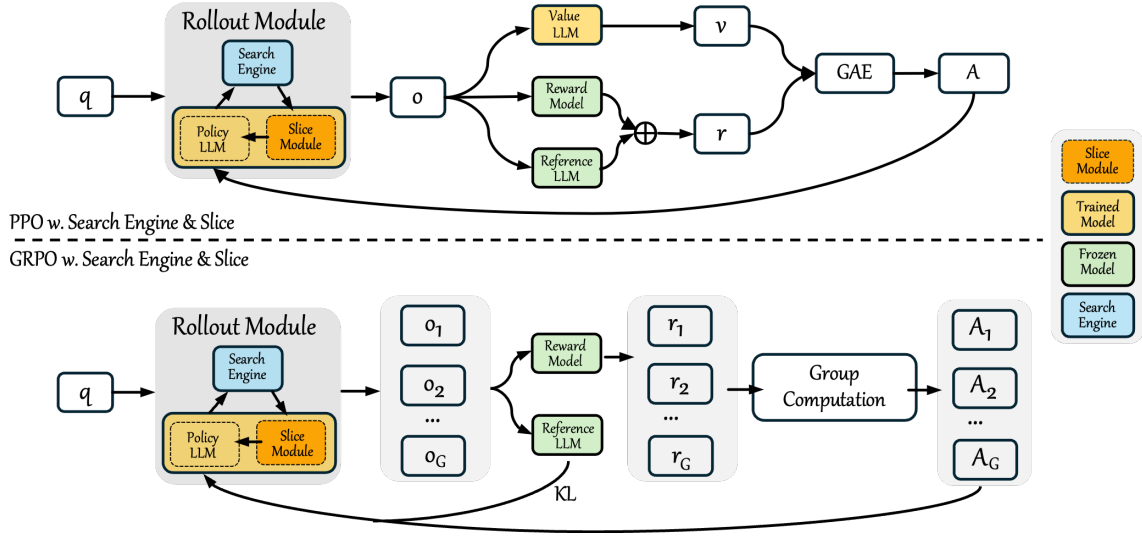 Rollout Module
Search
Engine
Policy
LLM
Slice
Module
q
o
Value
LLM
Reward
Model
Reference
LLM
v
r
GAE
A
PPO w. Search Engine & Slice
GRPO w. Search Engine & Slice
Slice
Module
Trained
Model
Frozen
Model
Search
Engine
Rollout Module
Search
Engine
Policy
LLM
Slice
Module
q
o1
o2
...
oG
Reward
Model
Reference
LLM
KL
r1
r2
...
rG
Group
Computation
A1
A2
...
AG